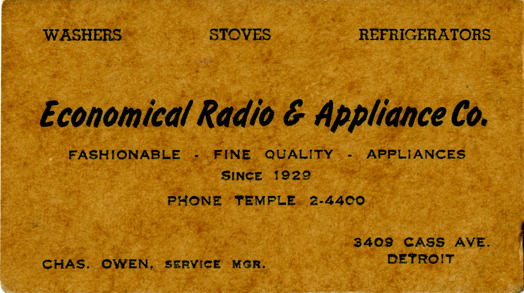 WASHERS STOVES REFRIGERATORS
Economical Radio & Appliance Co.
FASHIONABLE - FINE QUALITY - APPLIANCES
SINCE 1929
PHONE TEMPLE 2-4400
3409 CASS AVE.
DETROIT
CHAS. OWEN, SERVICE MGR.